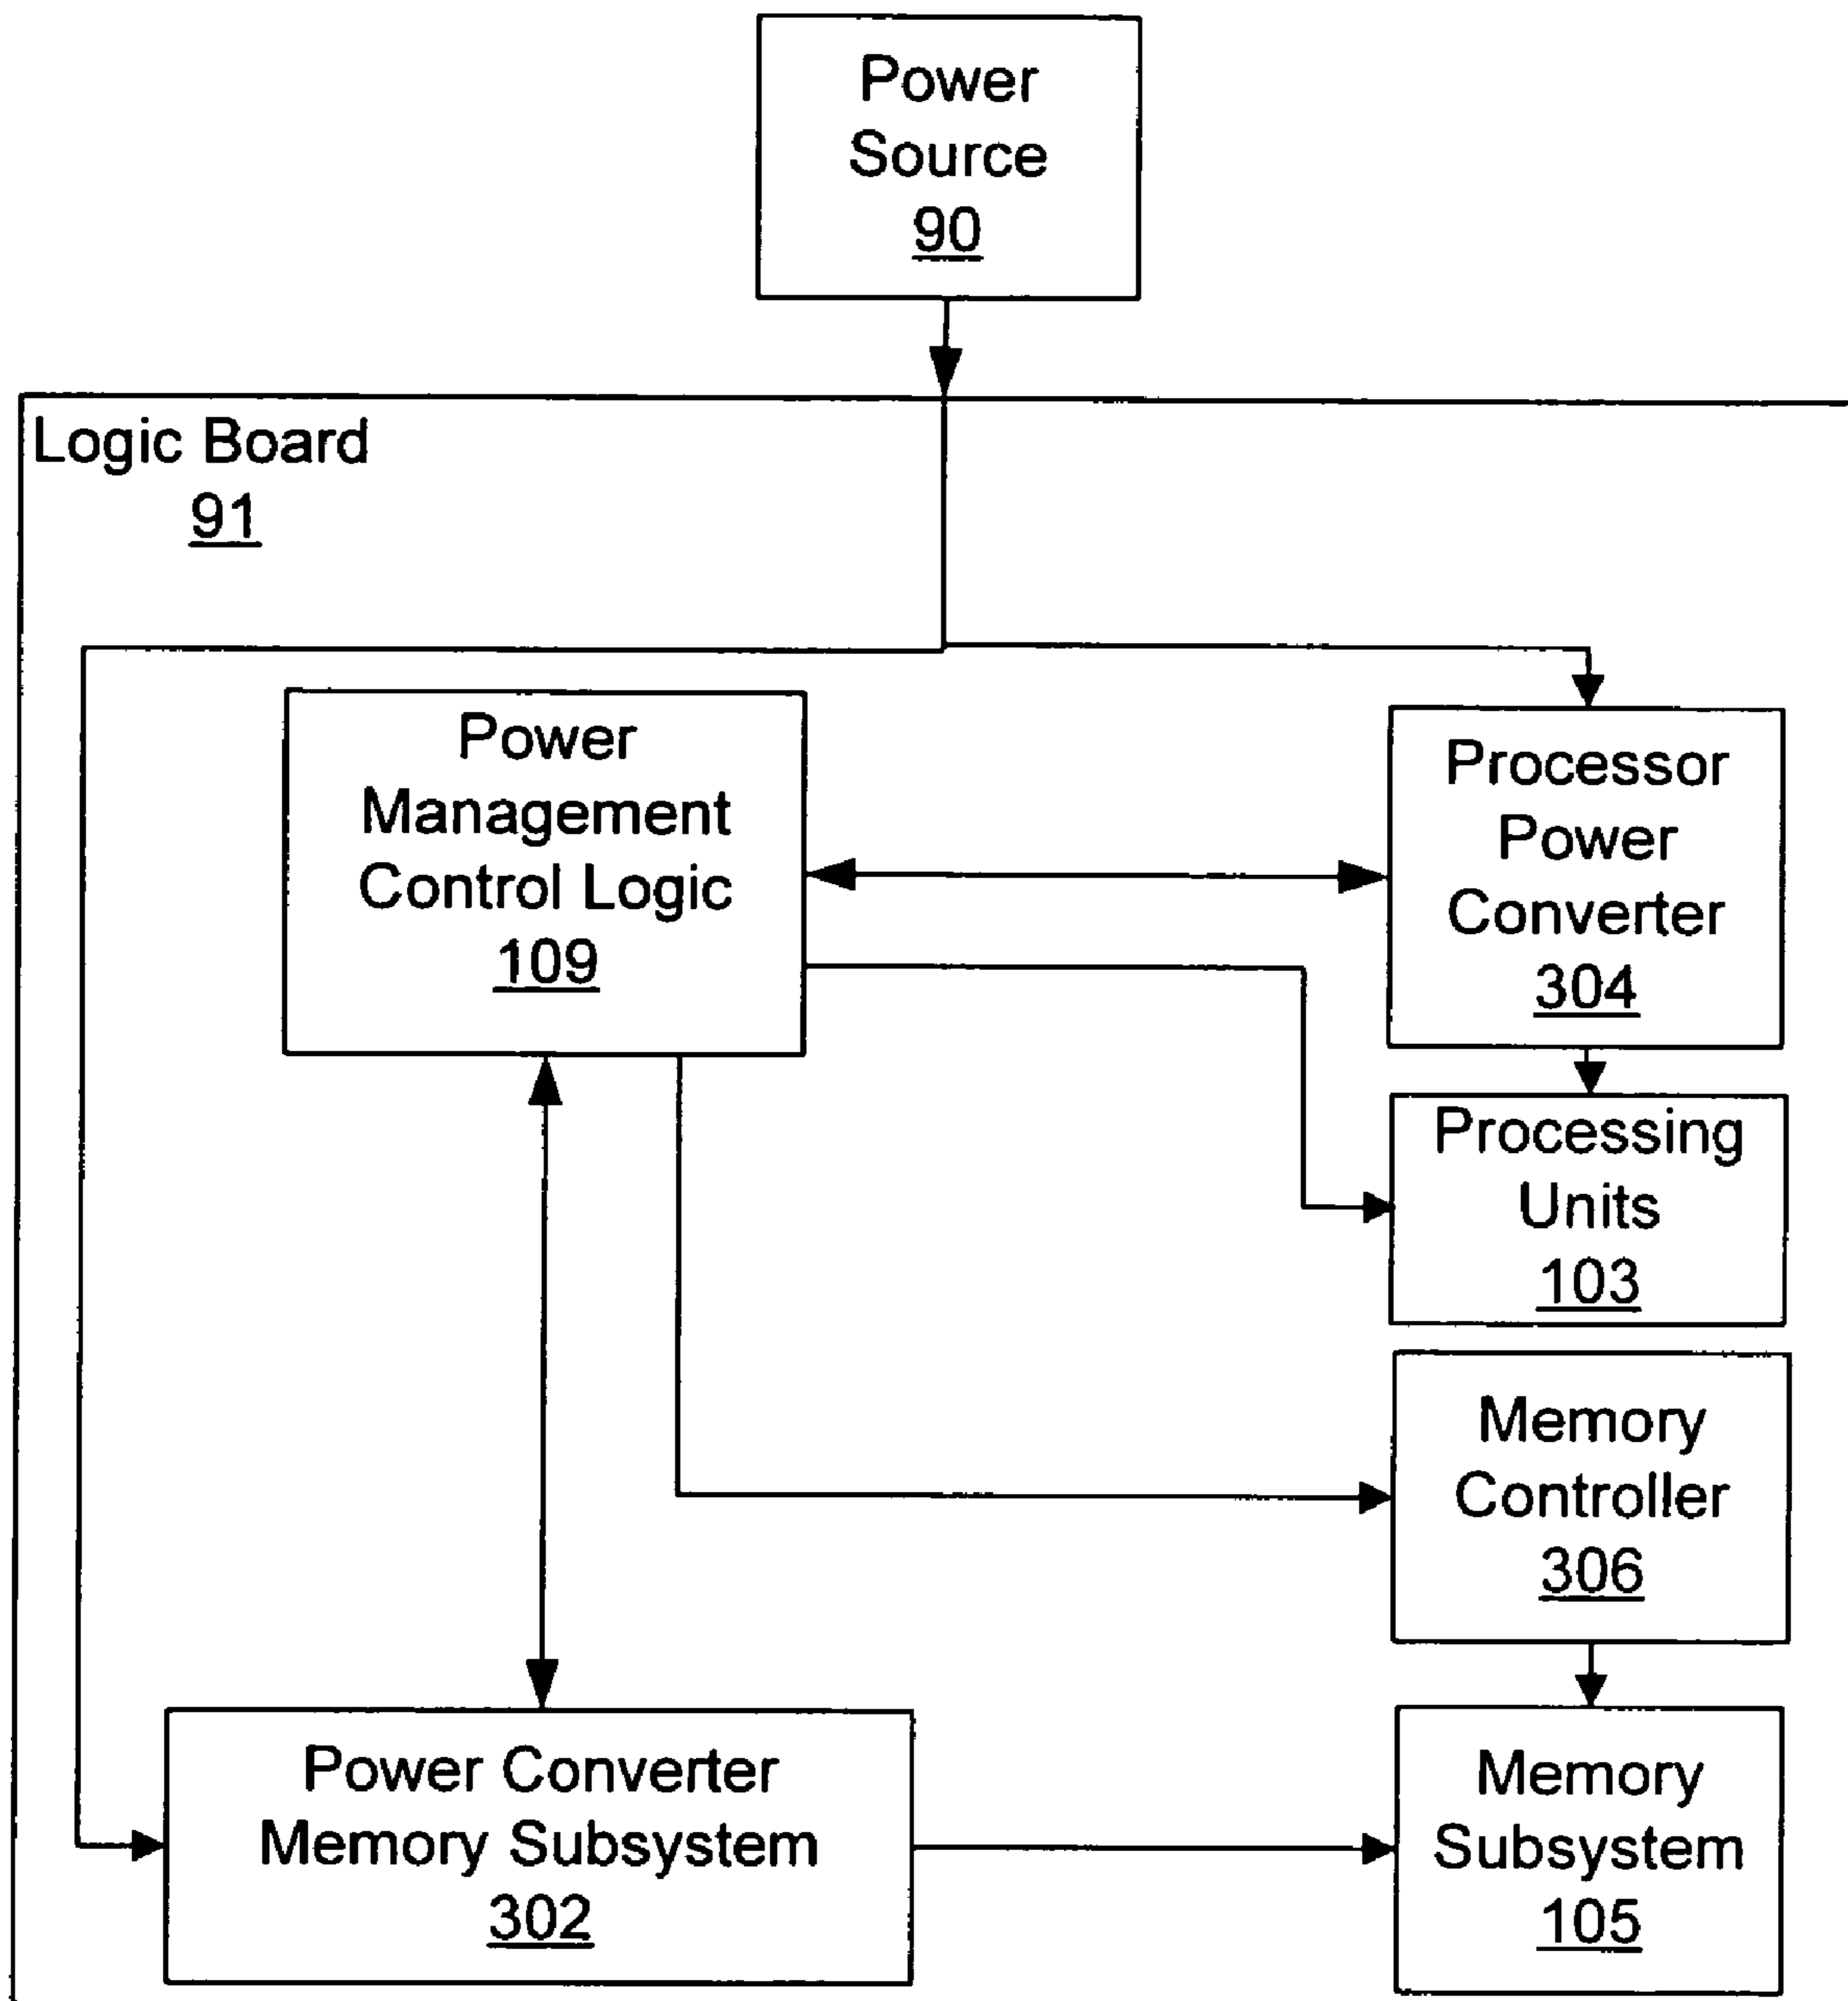 Power
Source
90
Logic Board
91
Power
Management
Control Logic
109
Processor
Power
Converter
304
Processing
Units
103
Memory
Controller
306
Power Converter
Memory Subsystem
302
Memory
Subsystem
105